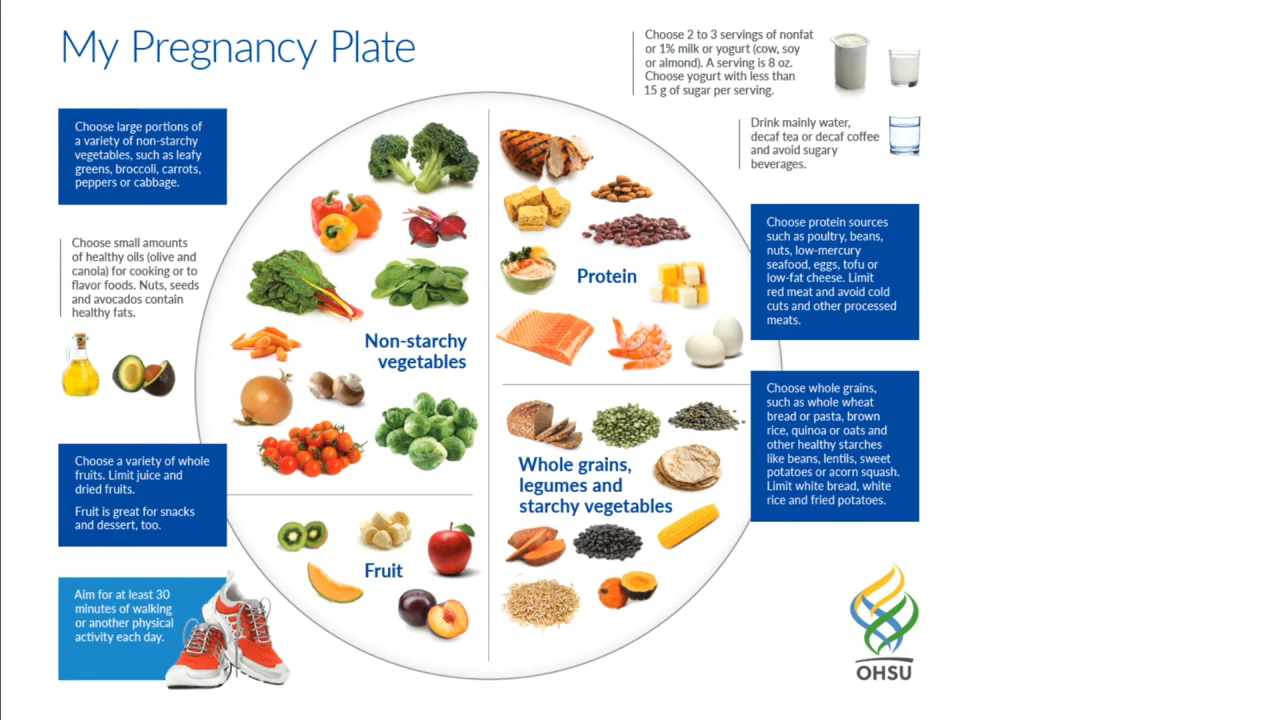 My Pregnancy Plate
Choose 2 to 3 servings of nonfat
or 1% milk or yogurt (cow, soy
or almond). A serving is 8 oz.
Choose yogurt with less than
15 g of sugar per serving.
Drink mainly water,
decaf tea or decaf coffee
and avoid sugary
beverages.
Choose large portions of
a variety of non-starchy
vegetables, such as leafy
greens, broccoli, carrots,
peppers or cabbage.
Choose small amounts
of healthy oils (olive and
canola) for cooking or to
flavor foods. Nuts, seeds
and avocados contain
healthy fats.
Non-starchy
vegetables
Protein
Choose protein sources
such as poultry, beans,
nuts, low-mercury
seafood, eggs, tofu or
low-fat cheese. Limit
red meat and avoid cold
cuts and other processed
meats.
Choose whole grains,
such as whole wheat
bread or pasta, brown
rice, quinoa or oats and
other healthy starches
like beans, lentils, sweet
potatoes or acorn squash.
Limit white bread, white
rice and fried potatoes.
Whole grains,
legumes and
starchy vegetables
Choose a variety of whole
fruits. Limit juice and
dried fruits.
Fruit is great for snacks
and dessert, too.
Fruit
Aim for at least 30
minutes of walking
or another physical
activity each day.
OHSU